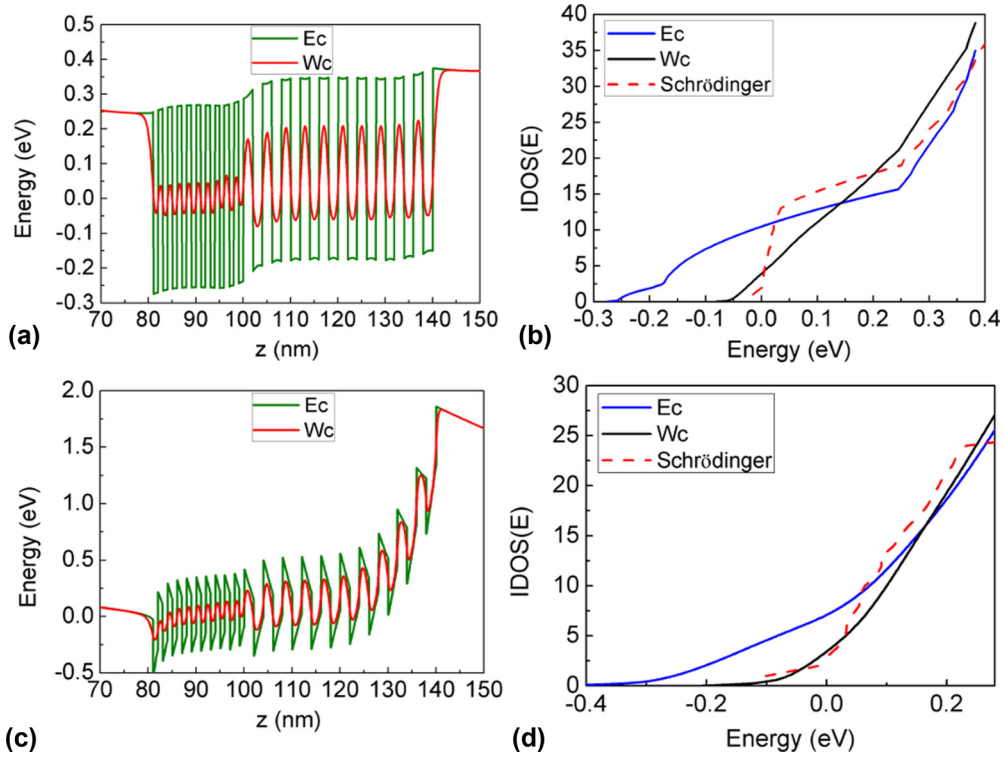 Ec
Wc
Energy (eV)
0.5
0.4
0.3
0.2
0.1
0.0
-0.1
-0.2
-0.3
70 80 90 100 110 120 130 140 150
z (nm)
(a)
Ec
Wc
Schrödinger
IDOS(E)
40
35
30
25
20
15
10
5
0
-0.3 -0.2 -0.1 0.0 0.1 0.2 0.3 0.4
Energy (eV)
(b)
Ec
Wc
Energy (eV)
2.0
1.5
1.0
0.5
0.0
-0.5
70 80 90 100 110 120 130 140 150
z (nm)
(c)
Ec
Wc
Schrödinger
IDOS(E)
30
25
20
15
10
5
0
-0.4 -0.2 0.0 0.2
Energy (eV)
(d)